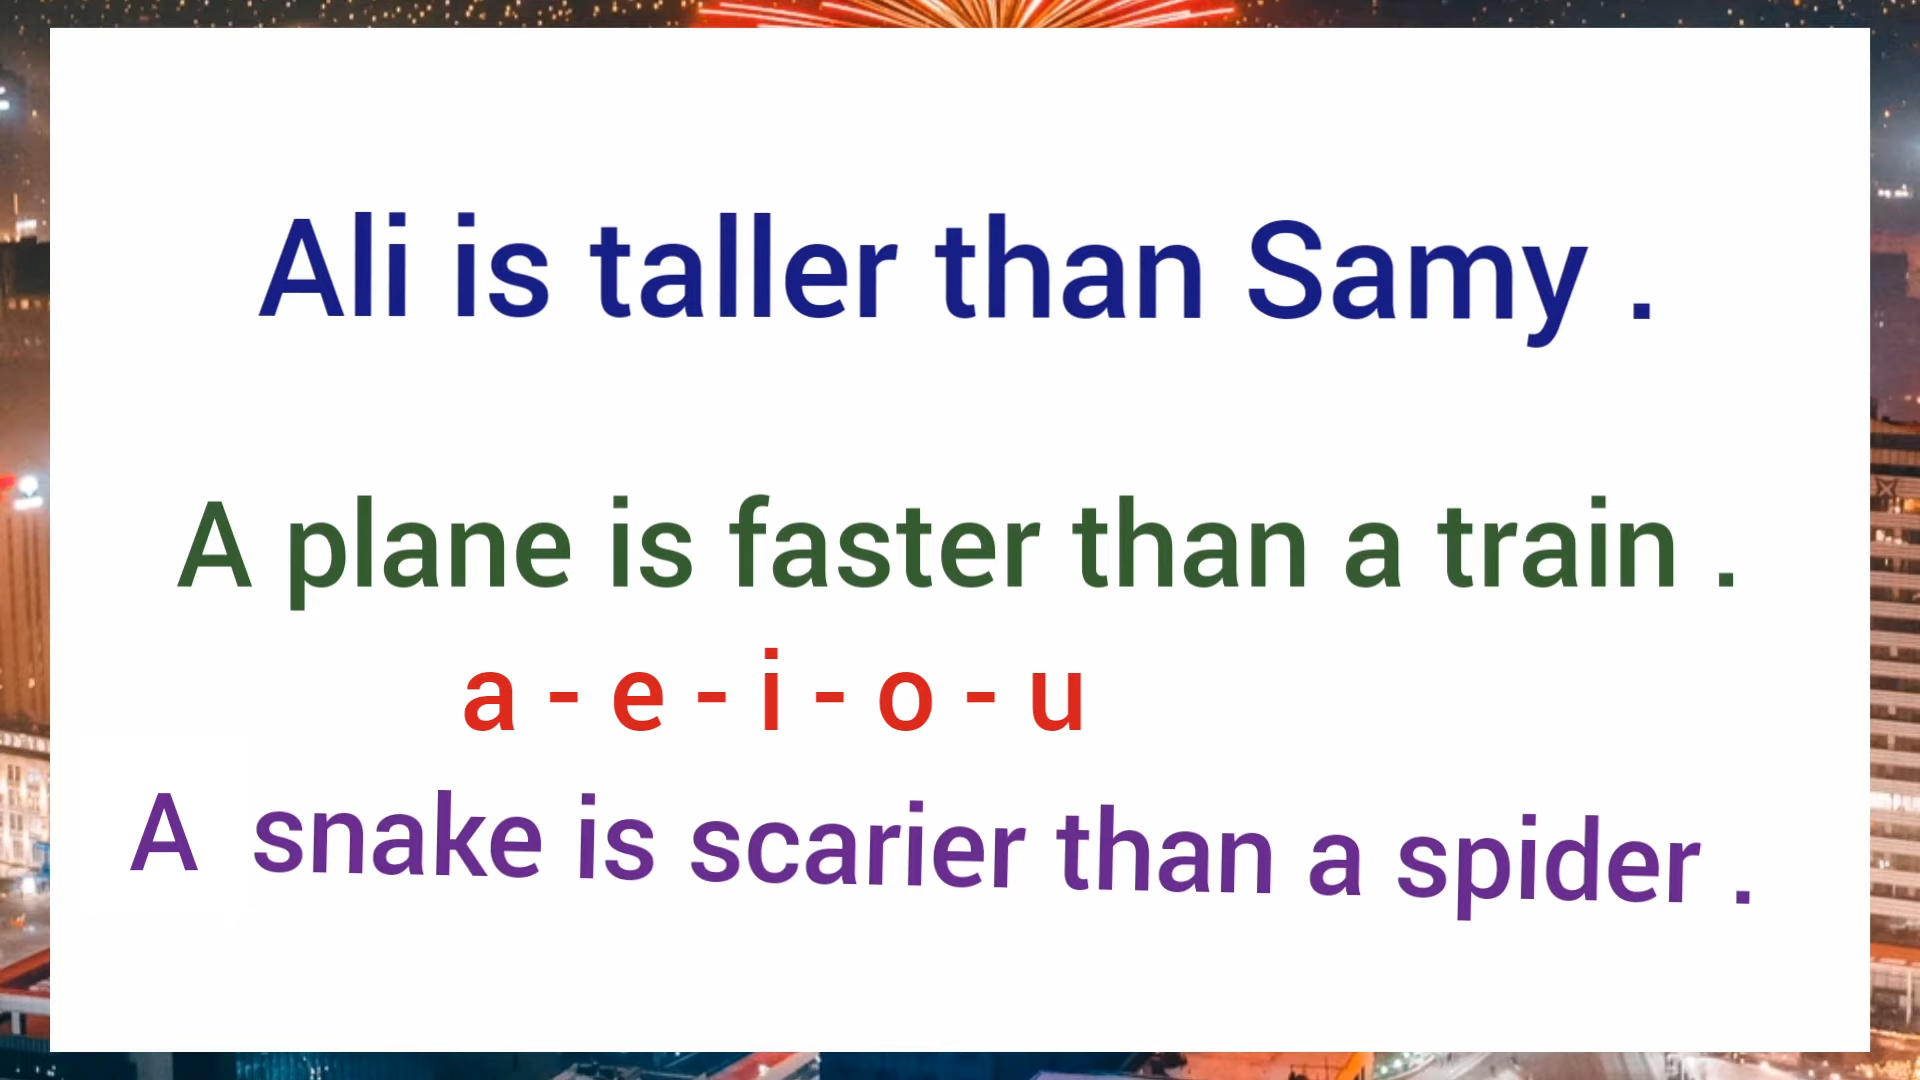 Ali is taller than Samy .
A plane is faster than a train .
a - e - i - o - u
A snake is scarier than a spider .